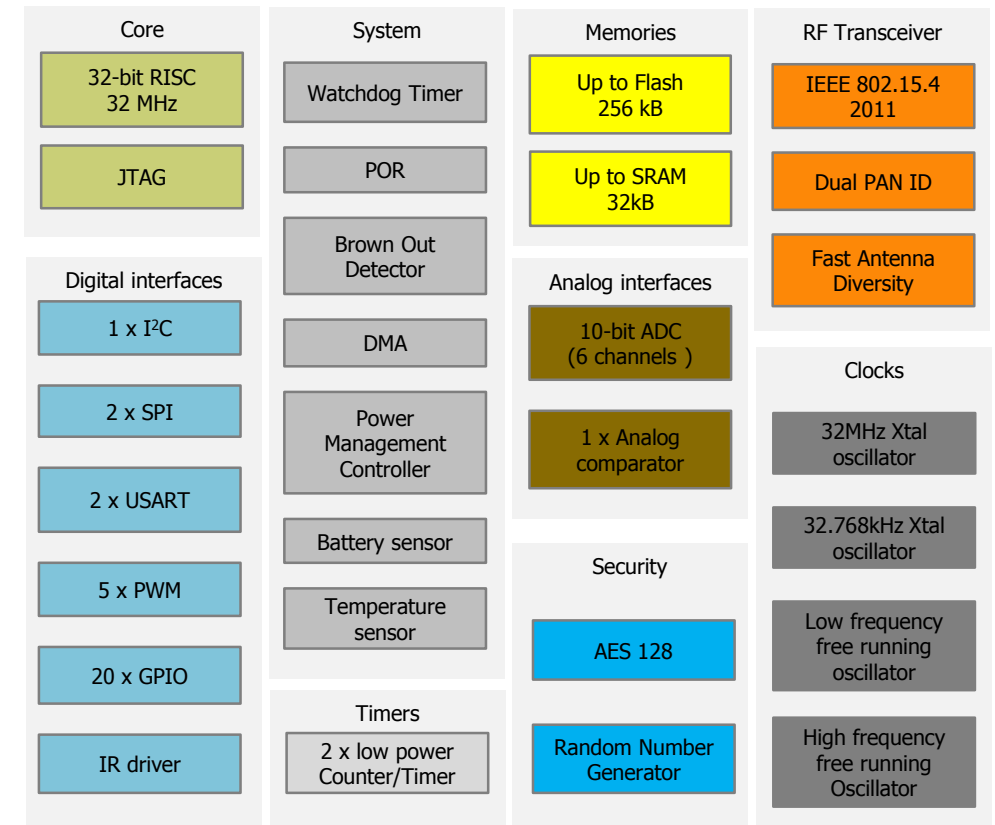 Core
32-bit RISC
32 MHz
JTAG
Digital interfaces
1 x I²C
2 x SPI
2 x USART
5 x PWM
20 x GPIO
IR driver
System
Watchdog Timer
POR
Brown Out
Detector
DMA
Power
Management
Controller
Battery sensor
Temperature
sensor
Timers
2 x low power
Counter/Timer
Memories
Up to Flash
256 kB
Up to SRAM
32kB
Analog interfaces
10-bit ADC
(6 channels )
1 x Analog
comparator
Security
AES 128
Random Number
Generator
RF Transceiver
IEEE 802.15.4
2011
Dual PAN ID
Fast Antenna
Diversity
Clocks
32MHz Xtal
oscillator
32.768kHz Xtal
oscillator
Low frequency
free running
oscillator
High frequency
free running
Oscillator